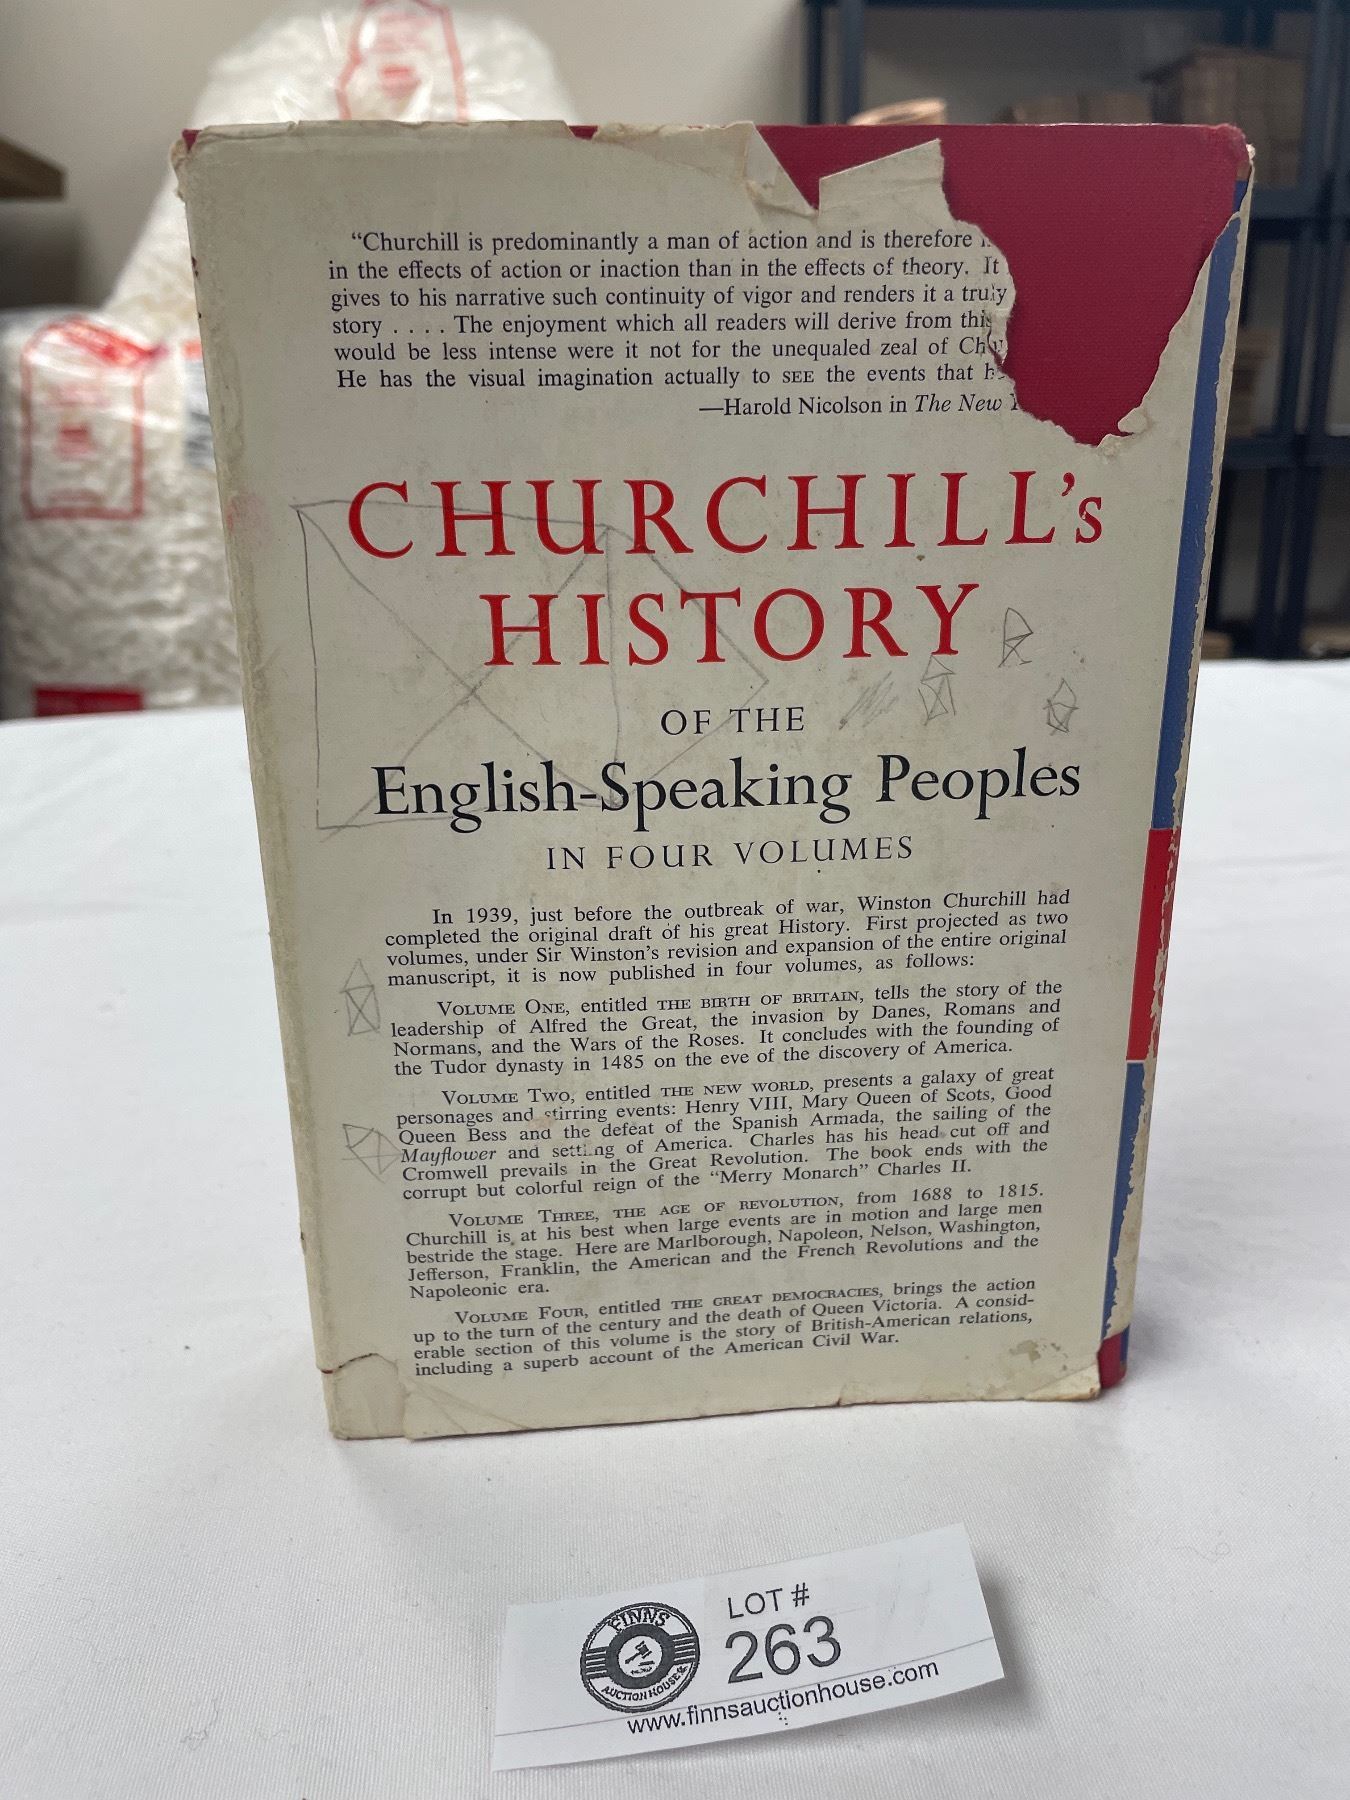 “Churchill is predominantly a man of action and is therefore
in the effects of action or inaction than in the effects of theory. It
gives to his narrative such continuity of vigor and renders it a truly
story . . . . The enjoyment which all readers will derive from this
would be less intense were it not for the unequaled zeal of
He has the visual imagination actually to SEE the events that
—Harold Nicolson in The New
CHURCHILL's
HISTORY
OF THE
English-Speaking Peoples
IN FOUR VOLUMES
In 1939, just before the outbreak of war, Winston Churchill had
completed the original draft of his great History. First projected as two
volumes, under Sir Winston's revision and expansion of the entire original
manuscript, it is now published in four volumes, as follows:
VOLUME ONE, entitled THE BIRTH OF BRITAIN, tells the story of the
leadership of Alfred the Great, the invasion by Danes, Romans and
Normans, and the Wars of the Roses. It concludes with the founding of
the Tudor dynasty in 1485 on the eve of the discovery of America.
VOLUME TWO, entitled THE NEW WORLD, presents a galaxy of great
personages and stirring events: Henry VIII, Mary Queen of Scots, Good
Queen Bess and the defeat of the Spanish Armada, the sailing of the
Mayflower and settling of America. Charles has his head cut off and
Cromwell prevails in the Great Revolution. The book ends with the
corrupt but colorful reign of the “Merry Monarch” Charles II.
VOLUME THREE, THE AGE OF REVOLUTION, from 1688 to 1815.
Churchill is at his best when large events are in motion and large men
bestride the stage. Here are Marlborough, Napoleon, Nelson, Washington,
Jefferson, Franklin, the American and the French Revolutions and the
Napoleonic era.
VOLUME FOUR, entitled THE GREAT DEMOCRACIES, brings the action
up to the turn of the century and the death of Queen Victoria. A consid-
erable section of this volume is the story of British-American relations,
including a superb account of the American Civil War.
FINNS
AUCTION HOUSE
LOT #
263
www.finnsauctionhouse.com